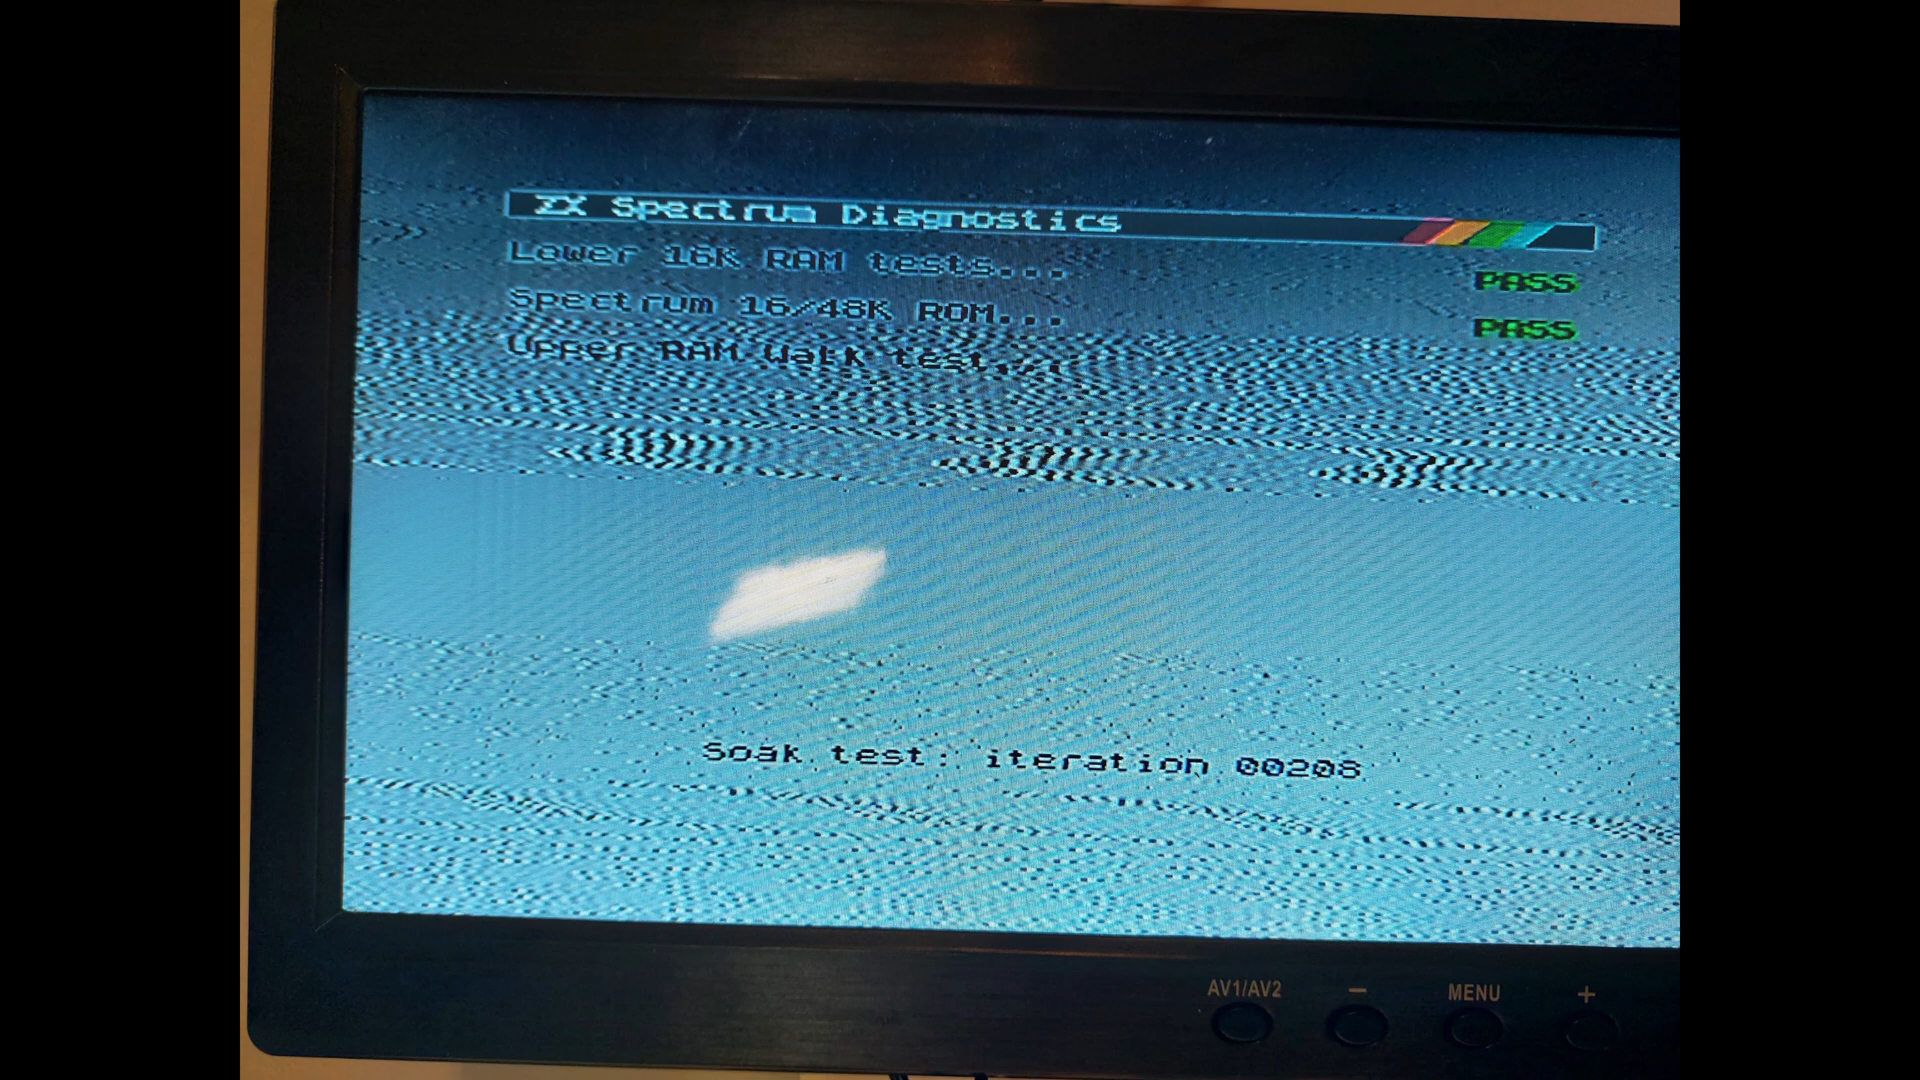 ZX Spectrum Diagnostics
Lower 16K RAM tests... PASS
Spectrum 16/48K ROM... PASS
Upper RAM Walk test...
Soak test: iteration 00208
AV1/AV2 − MENU +